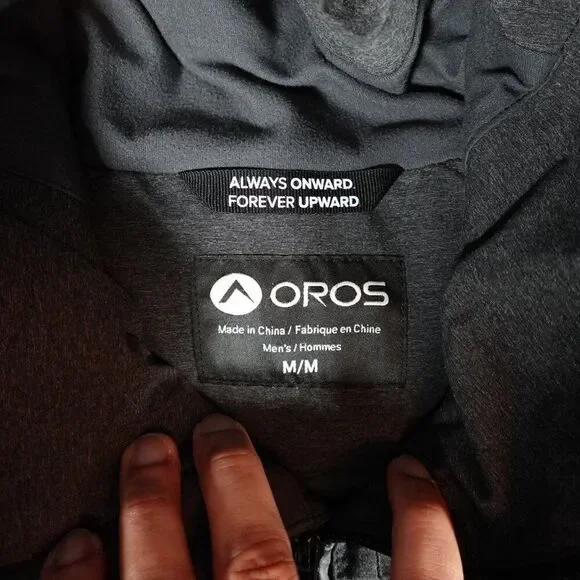 ALWAYS ONWARD.
FOREVER UPWARD
OROS
Made in China / Fabriqué en Chine
Men's / Hommes
M/M